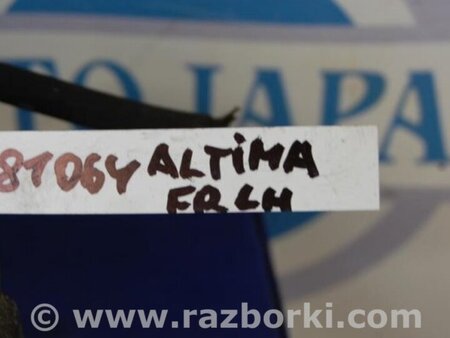 TO JAPA
81064 ALTIMA
FR LH
© www.razborki.com